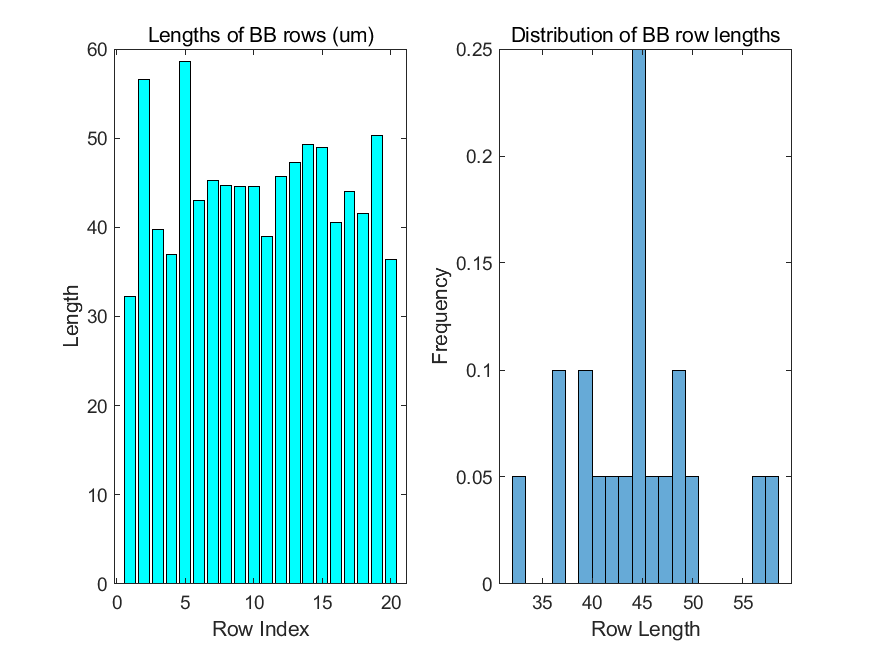 Lengths of BB rows (um)
60
50
40
30
20
10
0
Length
0 5 10 15 20
Row Index
Distribution of BB row lengths
0.25
0.2
0.15
0.1
0.05
0
Frequency
35 40 45 50 55
Row Length